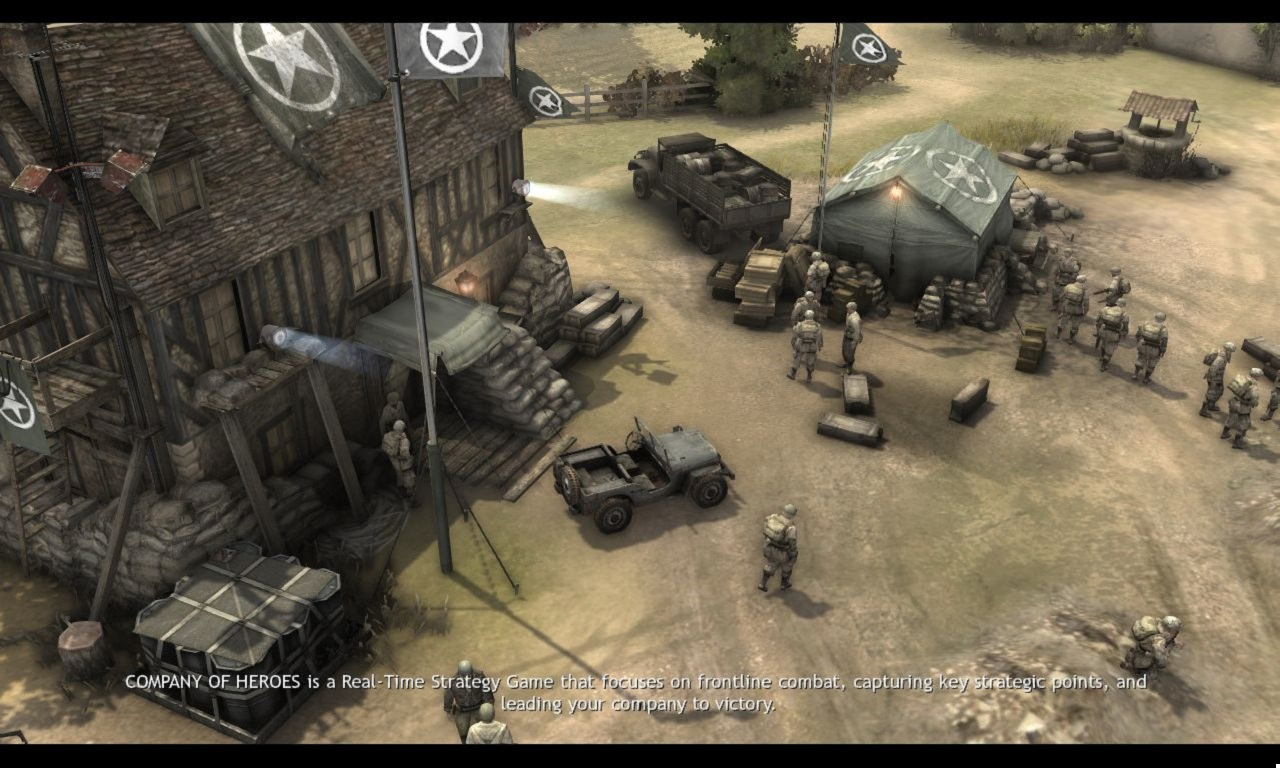 COMPANY OF HEROES is a Real-Time Strategy Game that focuses on frontline combat, capturing key strategic points, and
leading your company to victory.